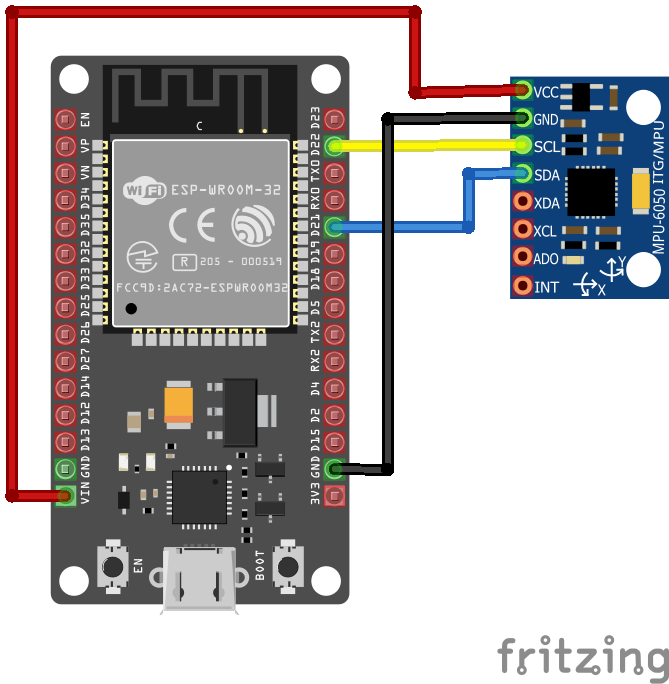 EN
VP
VN
D34
D35
D32
D33
D25
D26
D27
D14
D12
D13
GND
VIN
C
WiFi ESP-WROOM-32
CE
R 205 - 000519
FCC9D:2AC72-ESPWROOM32
D23
D22
TX0
RX0
D21
D19
D18
D5
TX2
RX2
D4
D2
D15
GND
3V3
EN
BOOT
VCC
GND
SCL
SDA
XDA
XCL
ADO
INT
MPU-6050 ITG/MPU
Y
X
fritzing